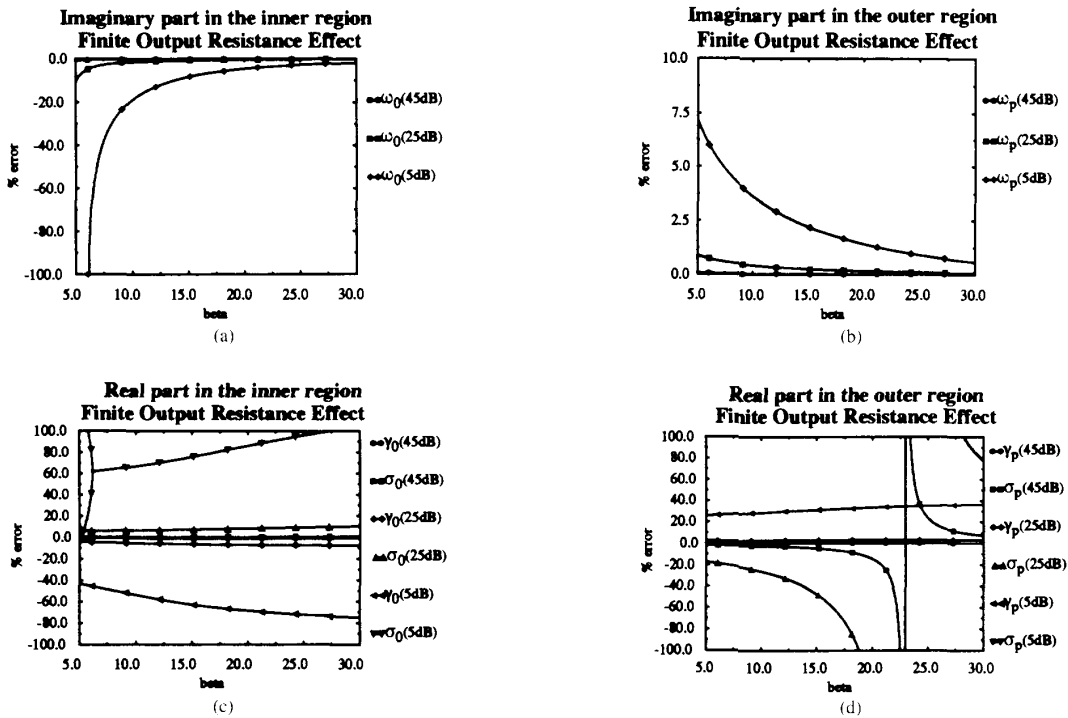 Imaginary part in the inner region
Finite Output Resistance Effect
% error
0.0
-20.0
-40.0
-60.0
-80.0
-100.0
5.0 10.0 15.0 20.0 25.0 30.0
beta
ω0(45dB)
ω0(25dB)
ω0(5dB)
(a)
Imaginary part in the outer region
Finite Output Resistance Effect
% error
10.0
7.5
5.0
2.5
0.0
5.0 10.0 15.0 20.0 25.0 30.0
beta
ωp(45dB)
ωp(25dB)
ωp(5dB)
(b)
Real part in the inner region
Finite Output Resistance Effect
% error
100.0
80.0
60.0
40.0
20.0
0.0
-20.0
-40.0
-60.0
-80.0
-100.0
5.0 10.0 15.0 20.0 25.0 30.0
beta
γ0(45dB)
σ0(45dB)
γ0(25dB)
σ0(25dB)
γ0(5dB)
σ0(5dB)
(c)
Real part in the outer region
Finite Output Resistance Effect
% error
100.0
80.0
60.0
40.0
20.0
0.0
-20.0
-40.0
-60.0
-80.0
-100.0
5.0 10.0 15.0 20.0 25.0 30.0
beta
γp(45dB)
σp(45dB)
γp(25dB)
σp(25dB)
γp(5dB)
σp(5dB)
(d)